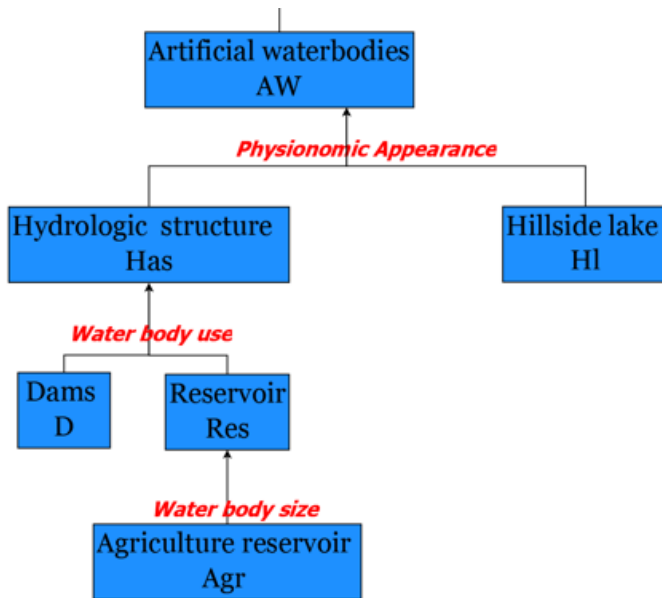 Artificial waterbodies
AW
Physionomic Appearance
Hydrologic structure
Has
Hillside lake
Hl
Water body use
Dams
D
Reservoir
Res
Water body size
Agriculture reservoir
Agr